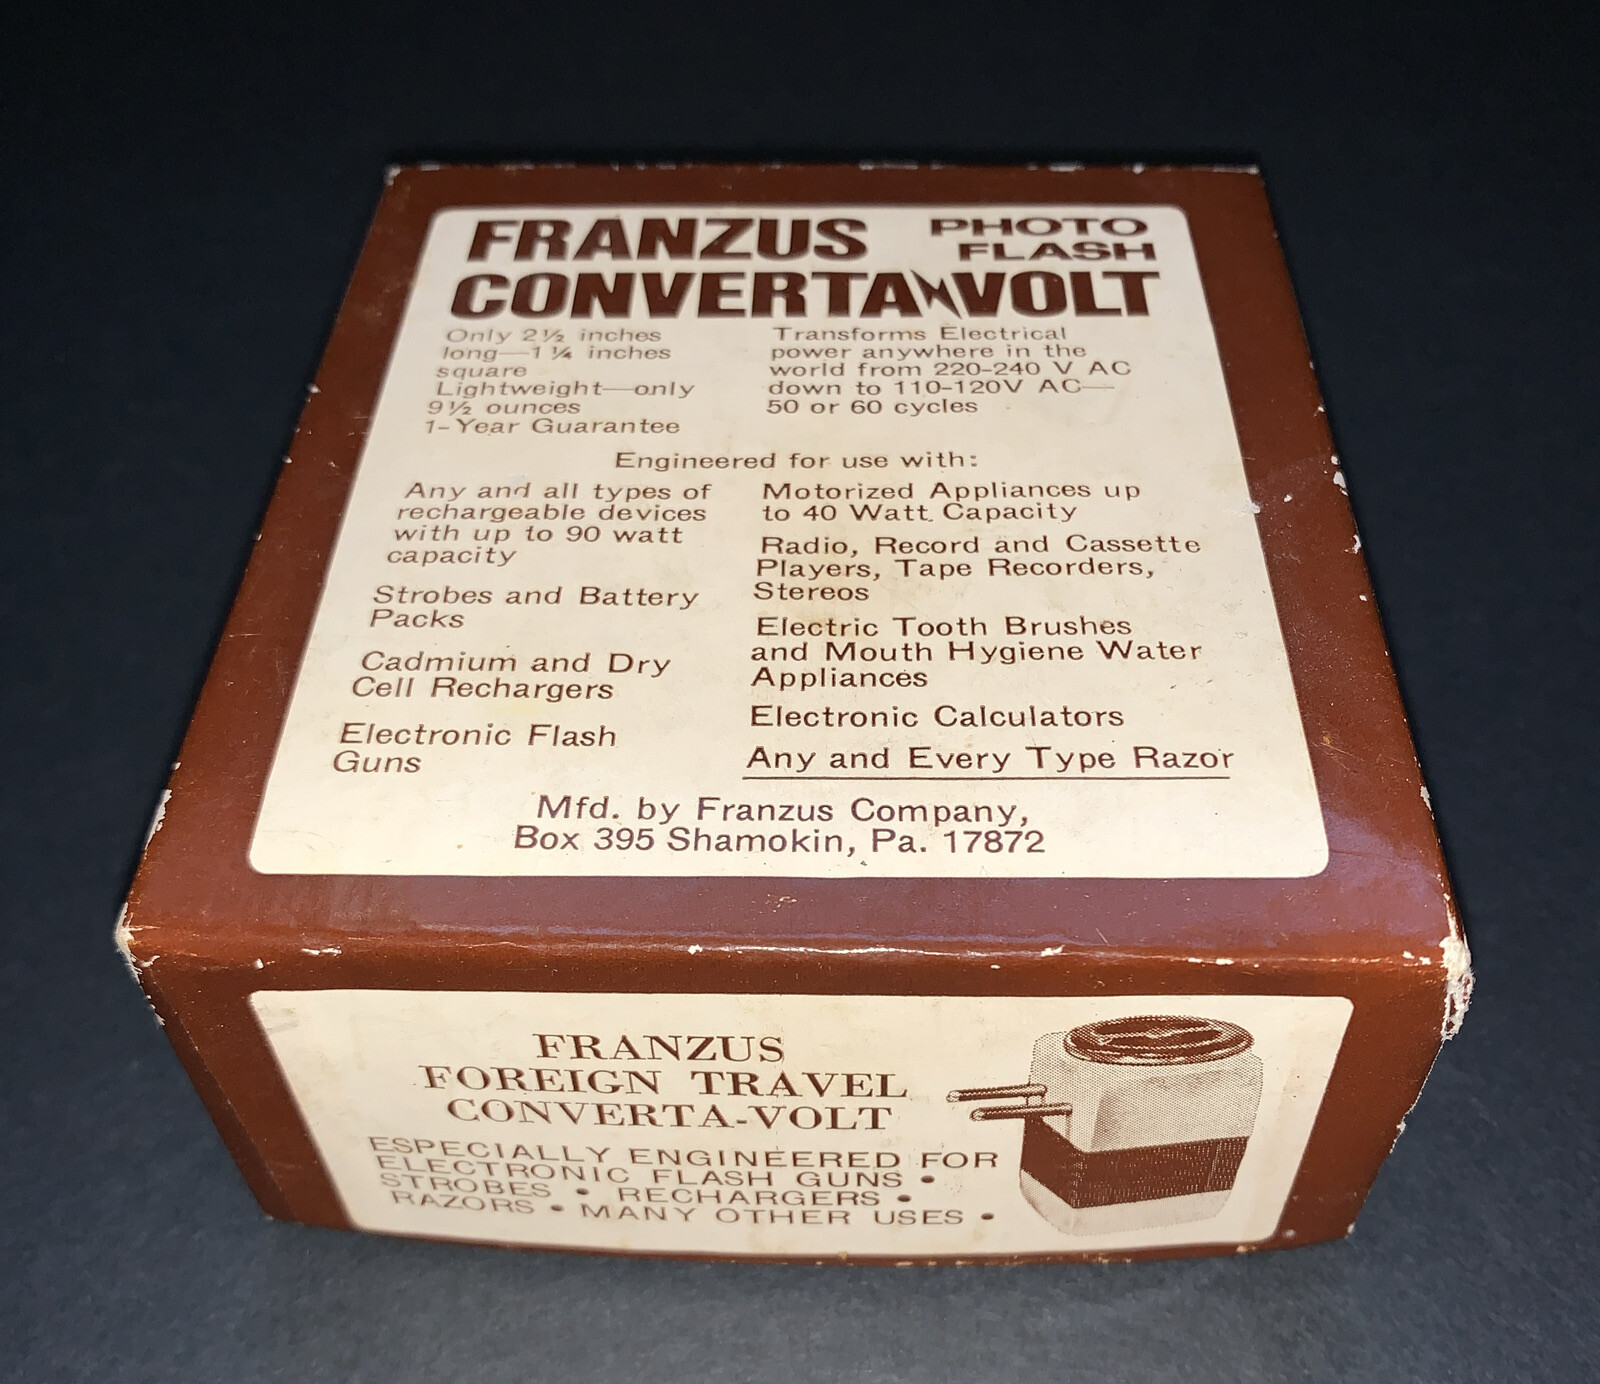 FRANZUS PHOTO FLASH
CONVERTA-VOLT
Only 2½ inches
long—1¼ inches
square
Lightweight—only
9½ ounces
1-Year Guarantee
Transforms Electrical
power anywhere in the
world from 220-240 V AC
down to 110-120V AC—
50 or 60 cycles
Engineered for use with:
Any and all types of
rechargeable devices
with up to 90 watt
capacity
Strobes and Battery
Packs
Cadmium and Dry
Cell Rechargers
Electronic Flash
Guns
Motorized Appliances up
to 40 Watt Capacity
Radio, Record and Cassette
Players, Tape Recorders,
Stereos
Electric Tooth Brushes
and Mouth Hygiene Water
Appliances
Electronic Calculators
Any and Every Type Razor
Mfd. by Franzus Company,
Box 395 Shamokin, Pa. 17872
FRANZUS
FOREIGN TRAVEL
CONVERTA-VOLT
ESPECIALLY ENGINEERED FOR
ELECTRONIC FLASH GUNS •
STROBES • RECHARGERS •
RAZORS • MANY OTHER USES •